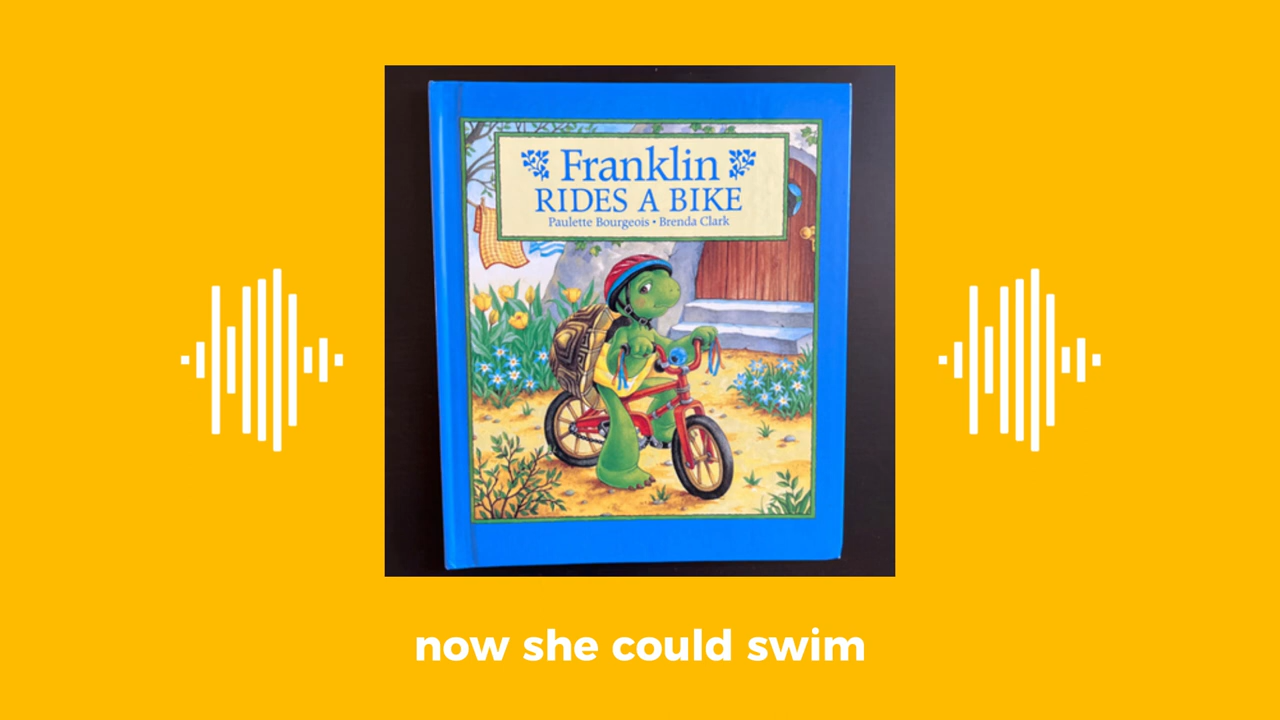 Franklin
RIDES A BIKE
Paulette Bourgeois • Brenda Clark
now she could swim